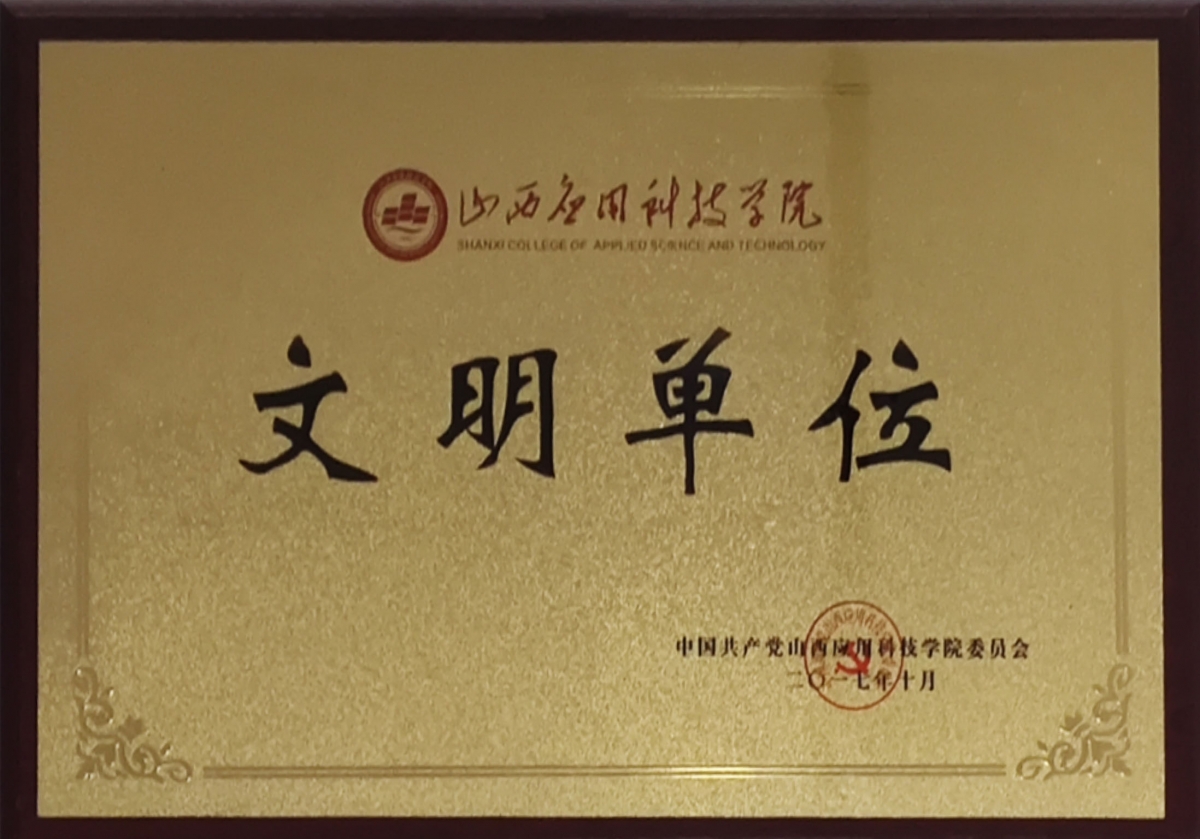 山西应用科技学院
SHANXI COLLEGE OF APPLIED SCIENCE AND TECHNOLOGY
文明单位
中国共产党山西应用科技学院委员会
二〇一七年十月